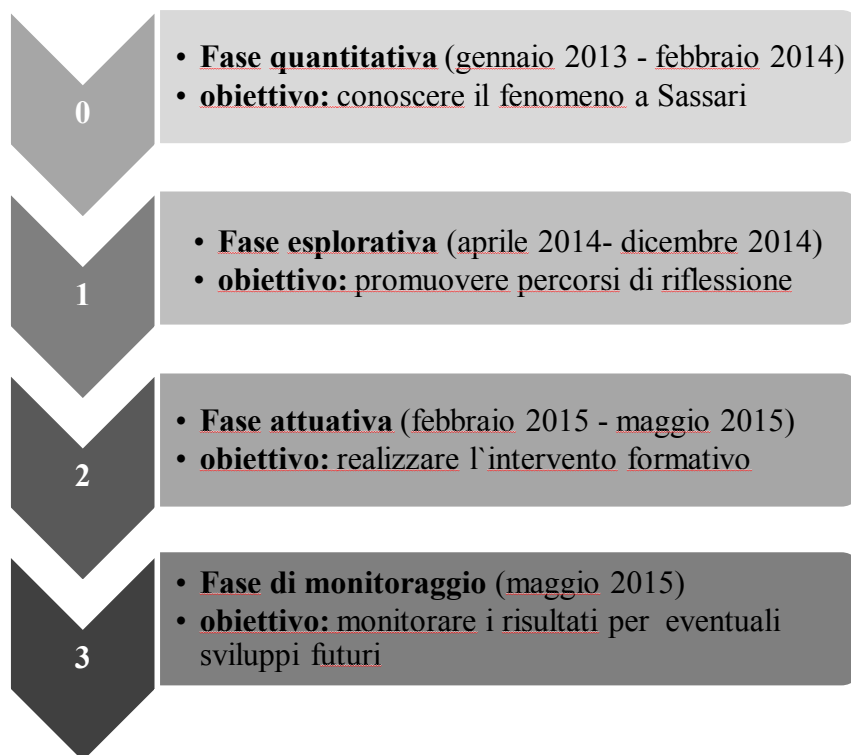 0
• Fase quantitativa (gennaio 2013 - febbraio 2014)
• obiettivo: conoscere il fenomeno a Sassari
1
• Fase esplorativa (aprile 2014- dicembre 2014)
• obiettivo: promuovere percorsi di riflessione
2
• Fase attuativa (febbraio 2015 - maggio 2015)
• obiettivo: realizzare l`intervento formativo
3
• Fase di monitoraggio (maggio 2015)
• obiettivo: monitorare i risultati per eventuali
sviluppi futuri